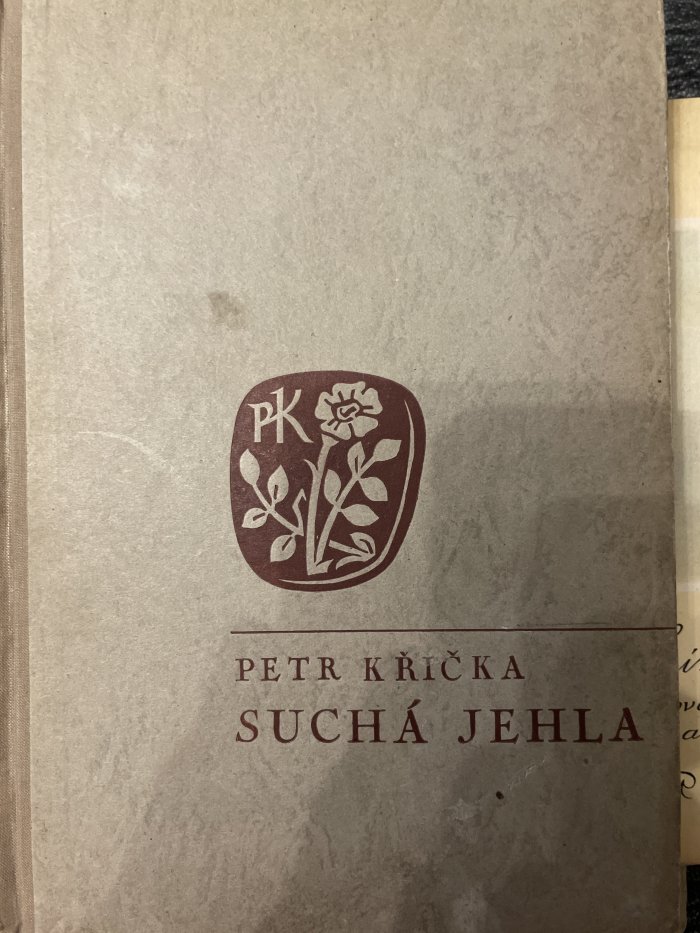 PK
PETR KŘIČKA
SUCHÁ JEHLA